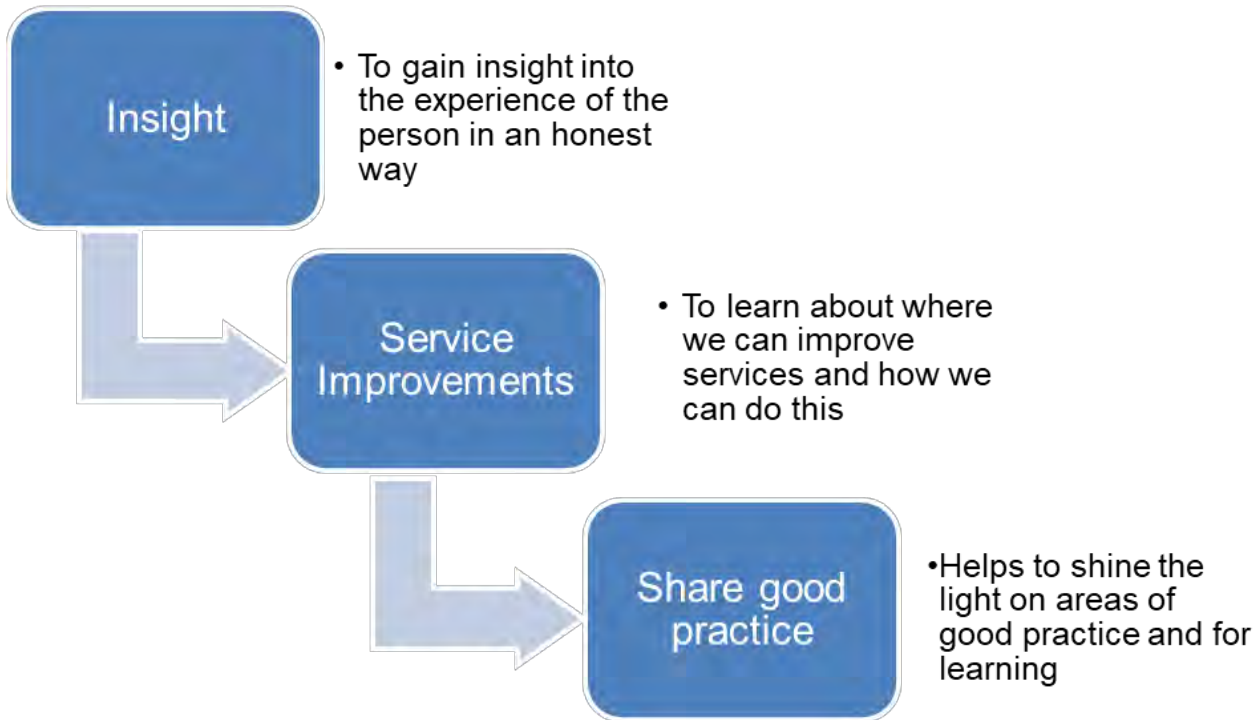 Insight
• To gain insight into
the experience of the
person in an honest
way
Service
Improvements
• To learn about where
we can improve
services and how we
can do this
Share good
practice
•Helps to shine the
light on areas of
good practice and for
learning